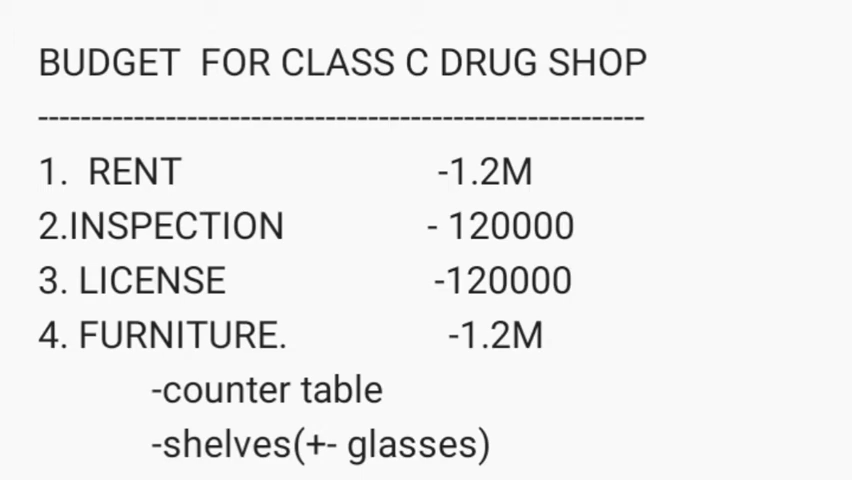 BUDGET FOR CLASS C DRUG SHOP
---------------------------------------------------------
1. RENT -1.2M
2.INSPECTION - 120000
3. LICENSE -120000
4. FURNITURE. -1.2M
-counter table
-shelves(+- glasses)